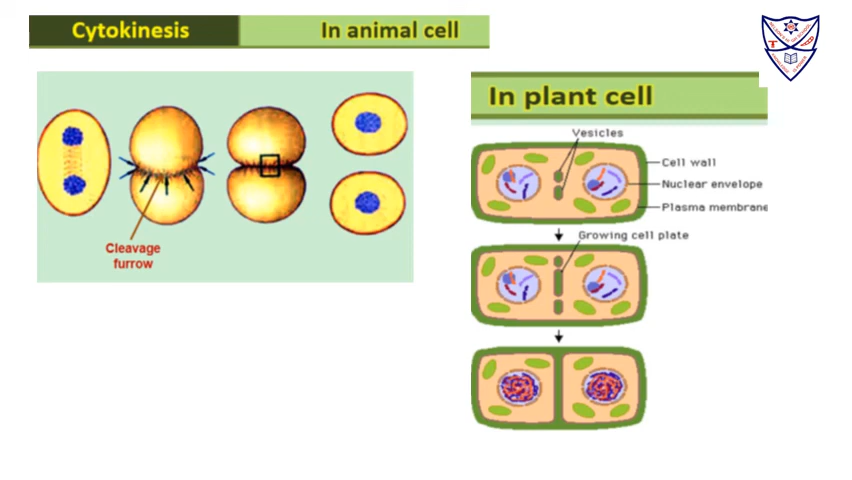 Cytokinesis
In animal cell
Cleavage
furrow
In plant cell
Vesicles
Cell wall
Nuclear envelope
Plasma membrane
Growing cell plate